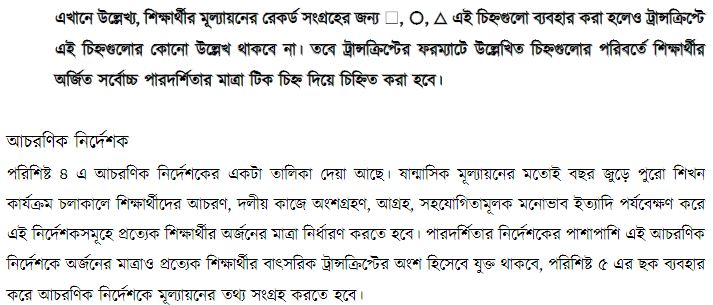 এখানে উল্লেখ্য, শিক্ষার্থীর মূল্যায়নের রেকর্ড সংগ্রহের জন্য □, ○, △ এই চিহ্নগুলো ব্যবহার করা হলেও ট্রান্সক্রিপ্টে
এই চিহ্নগুলোর কোনো উল্লেখ থাকবে না। তবে ট্রান্সক্রিপ্টের ফরম্যাটে উল্লেখিত চিহ্নগুলোর পরিবর্তে শিক্ষার্থীর
অর্জিত সর্বোচ্চ পারদর্শিতার মাত্রা টিক চিহ্ন দিয়ে চিহ্নিত করা হবে।
আচরণিক নির্দেশক
পরিশিষ্ট ৪ এ আচরণিক নির্দেশকের একটা তালিকা দেয়া আছে। ষান্মাসিক মূল্যায়নের মতোই বছর জুড়ে পুরো শিখন
কার্যক্রম চলাকালে শিক্ষার্থীদের আচরণ, দলীয় কাজে অংশগ্রহণ, আগ্রহ, সহযোগিতামূলক মনোভাব ইত্যাদি পর্যবেক্ষণ করে
এই নির্দেশকসমূহে প্রত্যেক শিক্ষার্থীর অর্জনের মাত্রা নির্ধারণ করতে হবে। পারদর্শিতার নির্দেশকের পাশাপাশি এই আচরণিক
নির্দেশকে অর্জনের মাত্রাও প্রত্যেক শিক্ষার্থীর বাৎসরিক ট্রান্সক্রিপ্টের অংশ হিসেবে যুক্ত থাকবে, পরিশিষ্ট ৫ এর ছক ব্যবহার
করে আচরণিক নির্দেশকে মূল্যায়নের তথ্য সংগ্রহ করতে হবে।